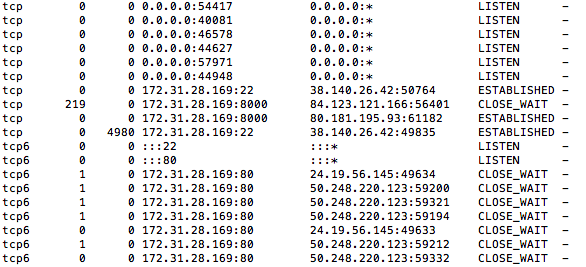 tcp 0 0 0.0.0.0:54417 0.0.0.0:* LISTEN -
tcp 0 0 0.0.0.0:40081 0.0.0.0:* LISTEN -
tcp 0 0 0.0.0.0:46578 0.0.0.0:* LISTEN -
tcp 0 0 0.0.0.0:44627 0.0.0.0:* LISTEN -
tcp 0 0 0.0.0.0:57971 0.0.0.0:* LISTEN -
tcp 0 0 0.0.0.0:44948 0.0.0.0:* LISTEN -
tcp 0 0 172.31.28.169:22 38.140.26.42:50764 ESTABLISHED -
tcp 219 0 172.31.28.169:8000 84.123.121.166:56401 CLOSE_WAIT -
tcp 0 0 172.31.28.169:8000 80.181.195.93:61182 ESTABLISHED -
tcp 0 4980 172.31.28.169:22 38.140.26.42:49835 ESTABLISHED -
tcp6 0 0 :::22 :::* LISTEN -
tcp6 0 0 :::80 :::* LISTEN -
tcp6 1 0 172.31.28.169:80 24.19.56.145:49634 CLOSE_WAIT -
tcp6 1 0 172.31.28.169:80 50.248.220.123:59200 CLOSE_WAIT -
tcp6 1 0 172.31.28.169:80 50.248.220.123:59321 CLOSE_WAIT -
tcp6 1 0 172.31.28.169:80 50.248.220.123:59194 CLOSE_WAIT -
tcp6 0 0 172.31.28.169:80 24.19.56.145:49633 CLOSE_WAIT -
tcp6 1 0 172.31.28.169:80 50.248.220.123:59212 CLOSE_WAIT -
tcp6 0 0 172.31.28.169:80 50.248.220.123:59332 CLOSE_WAIT -